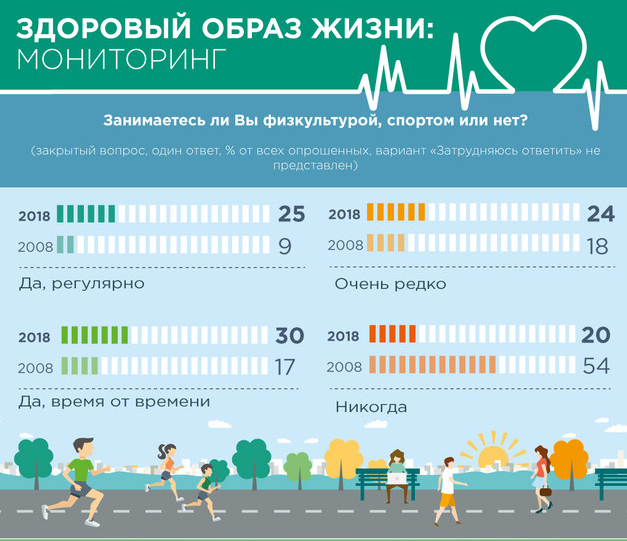 ЗДОРОВЫЙ ОБРАЗ ЖИЗНИ:
МОНИТОРИНГ
Занимаетесь ли Вы физкультурой, спортом или нет?
(закрытый вопрос, один ответ, % от всех опрошенных, вариант «Затрудняюсь ответить» не
представлен)
2018 25
2008 9
Да, регулярно
2018 24
2008 18
Очень редко
2018 30
2008 17
Да, время от времени
2018 20
2008 54
Никогда